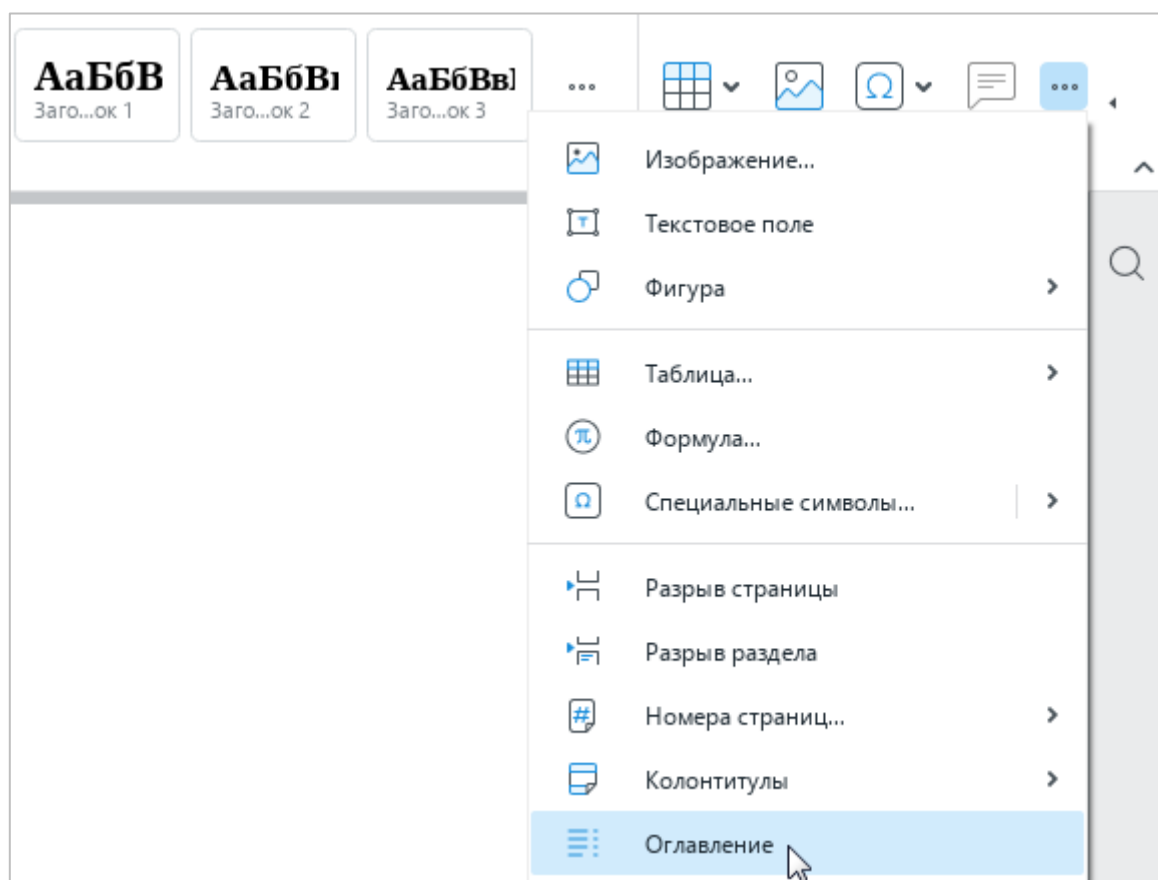 АаБбВ АаБбВı АаБбВв]
Заго...ок 1 Заго...ок 2 Заго...ок 3
Изображение...
Текстовое поле
Фигура
Таблица...
Формула...
Специальные символы...
Разрыв страницы
Разрыв раздела
Номера страниц...
Колонтитулы
Оглавление